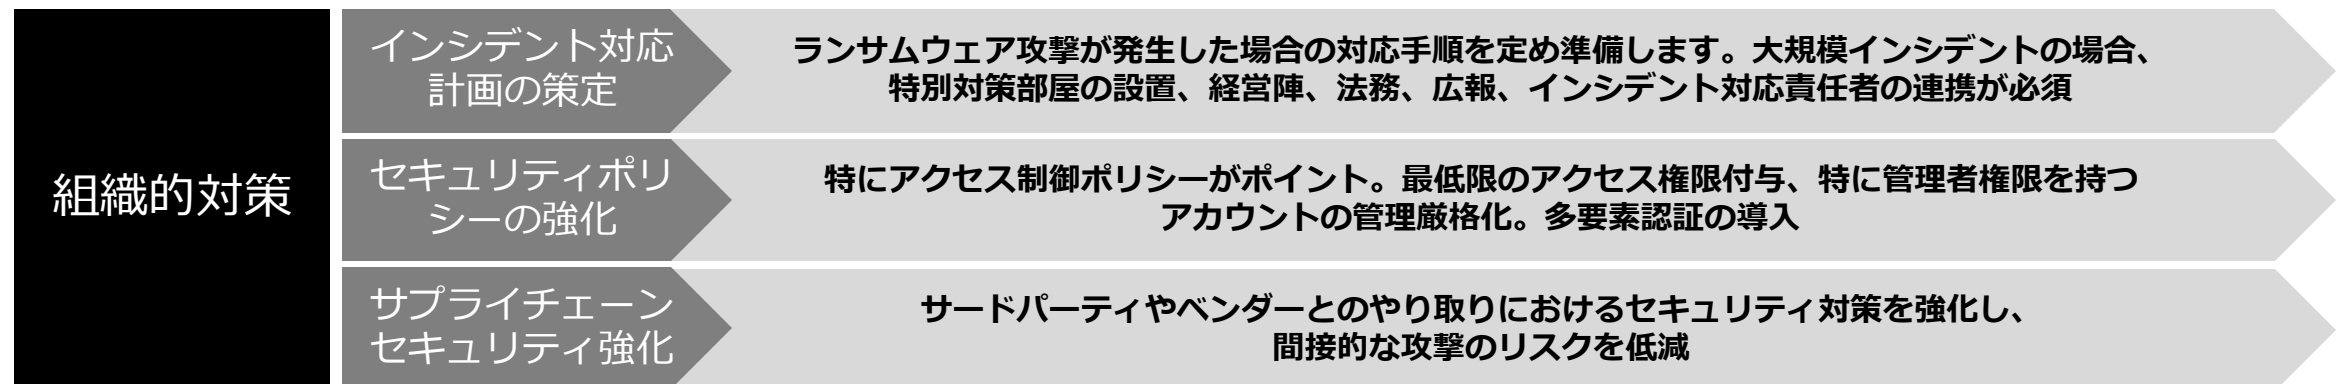 組織的対策
インシデント対応
計画の策定
ランサムウェア攻撃が発生した場合の対応手順を定め準備します。大規模インシデントの場合、
特別対策部屋の設置、経営陣、法務、広報、インシデント対応責任者の連携が必須
セキュリティポリ
シーの強化
特にアクセス制御ポリシーがポイント。最低限のアクセス権限付与、特に管理者権限を持つ
アカウントの管理厳格化。多要素認証の導入
サプライチェーン
セキュリティ強化
サードパーティやベンダーとのやり取りにおけるセキュリティ対策を強化し、
間接的な攻撃のリスクを低減